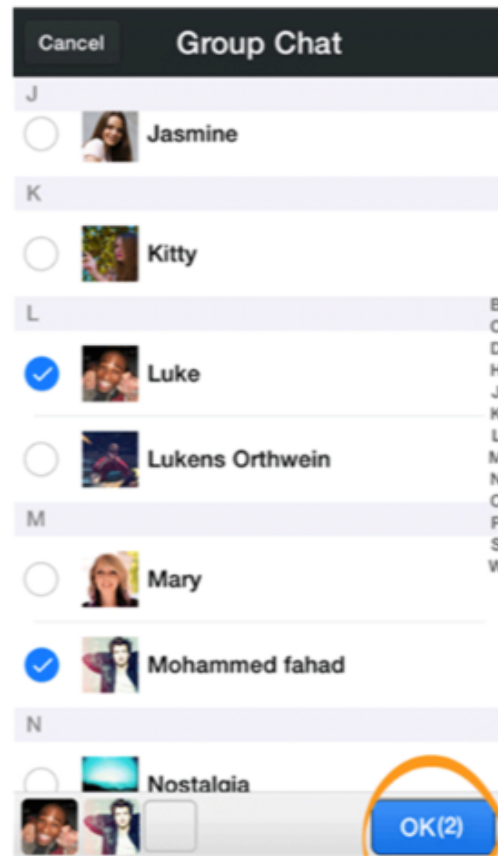 Cancel Group Chat
J
Jasmine
K
Kitty
L
Luke
Lukens Orthwein
M
Mary
Mohammed fahad
N
Nostalgia
B
C
D
H
J
K
L
M
N
O
P
S
W
OK(2)